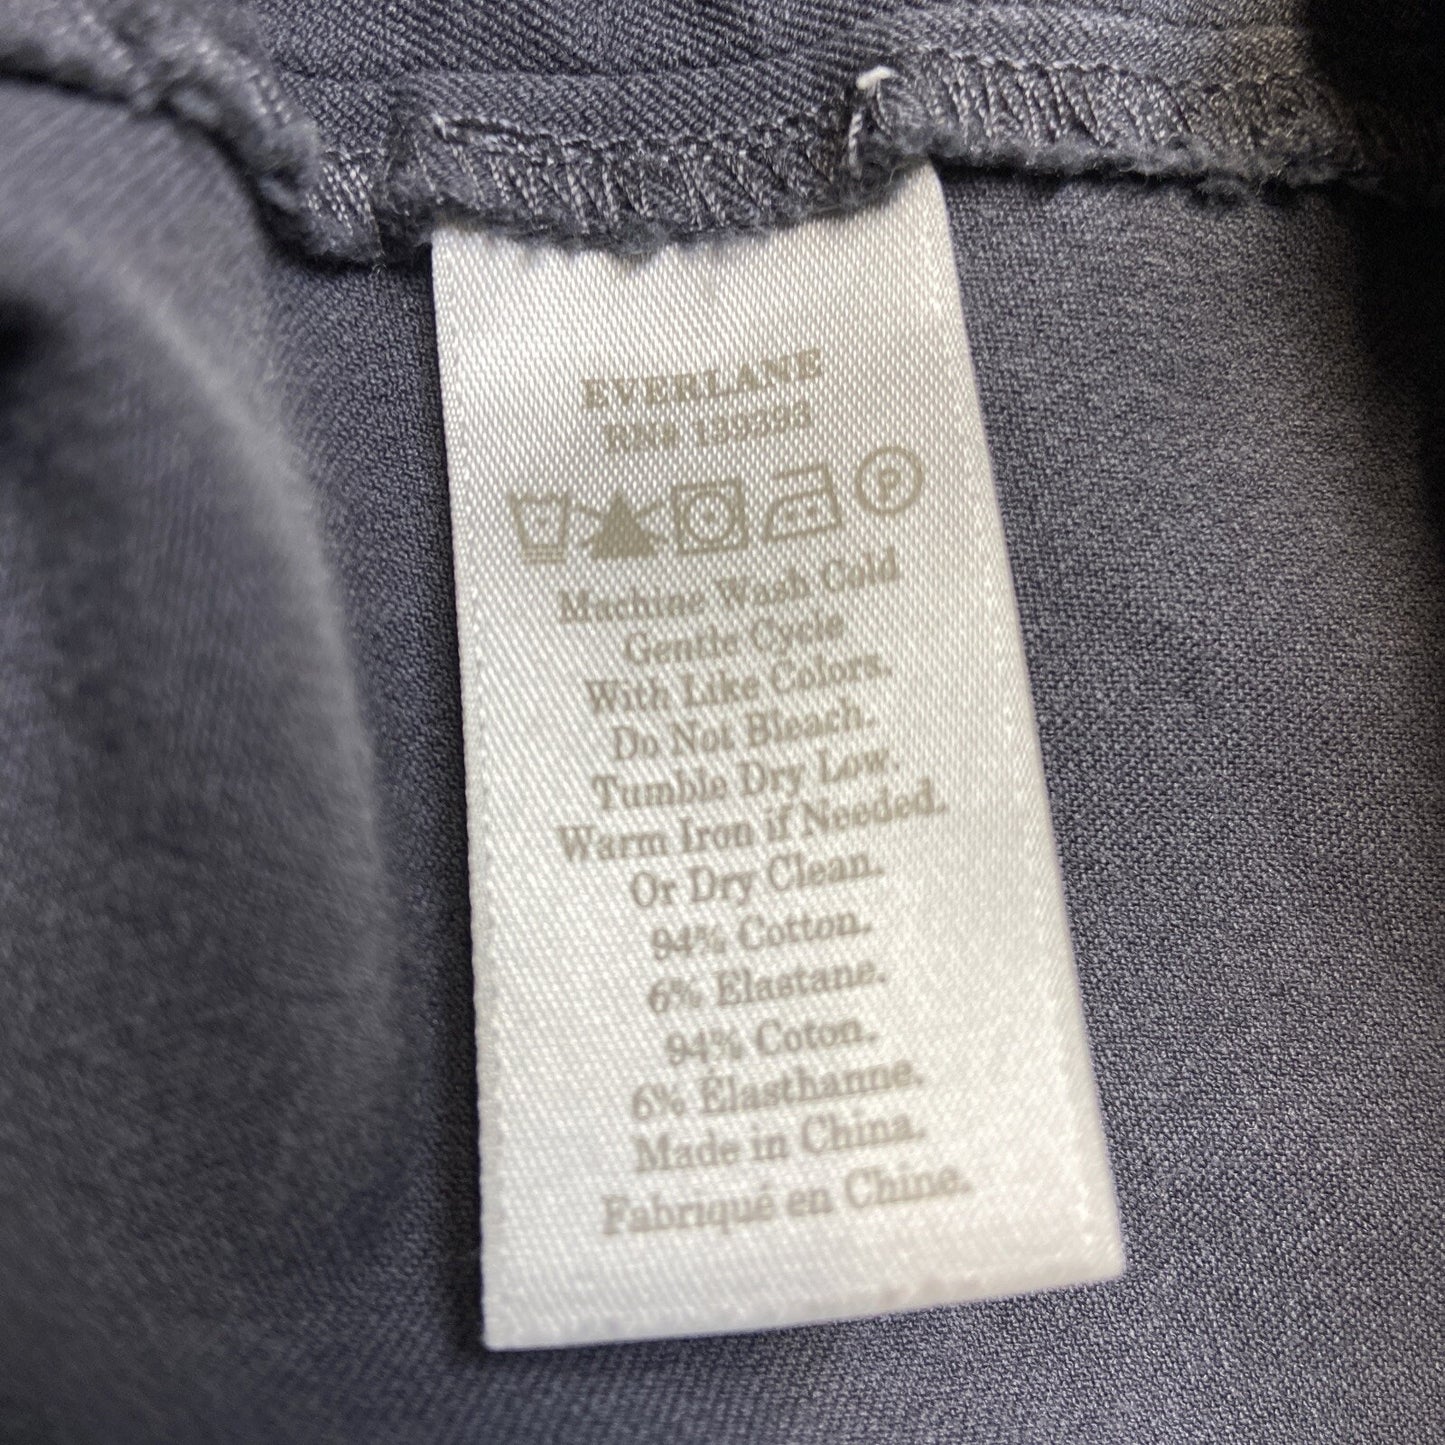 EVERLANE
RN# 139393
P
Machine Wash Cold
Gentle Cycle
With Like Colors.
Do Not Bleach.
Tumble Dry Low.
Warm Iron if Needed.
Or Dry Clean.
94% Cotton.
6% Elastane.
94% Coton.
6% Elasthanne.
Made in China.
Fabriqué en Chine.